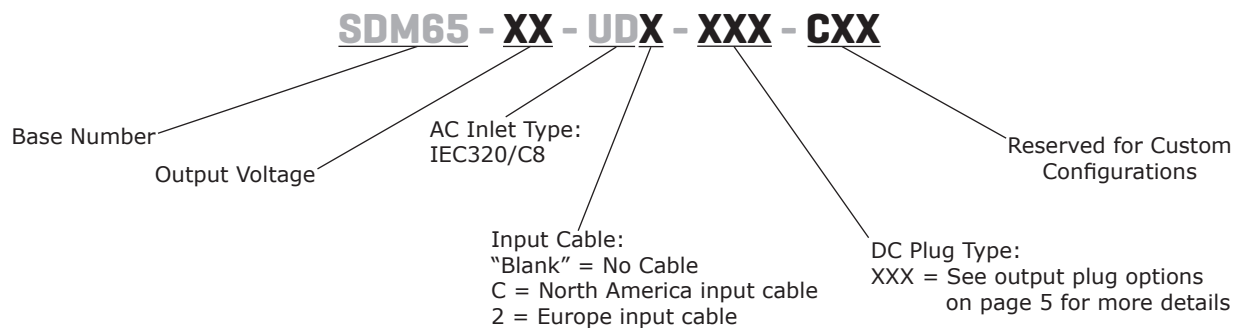 SDM65 - XX - UDX - XXX - CXX
Base Number
Output Voltage
AC Inlet Type:
IEC320/C8
Input Cable:
“Blank” = No Cable
C = North America input cable
2 = Europe input cable
DC Plug Type:
XXX = See output plug options
on page 5 for more details
Reserved for Custom
Configurations